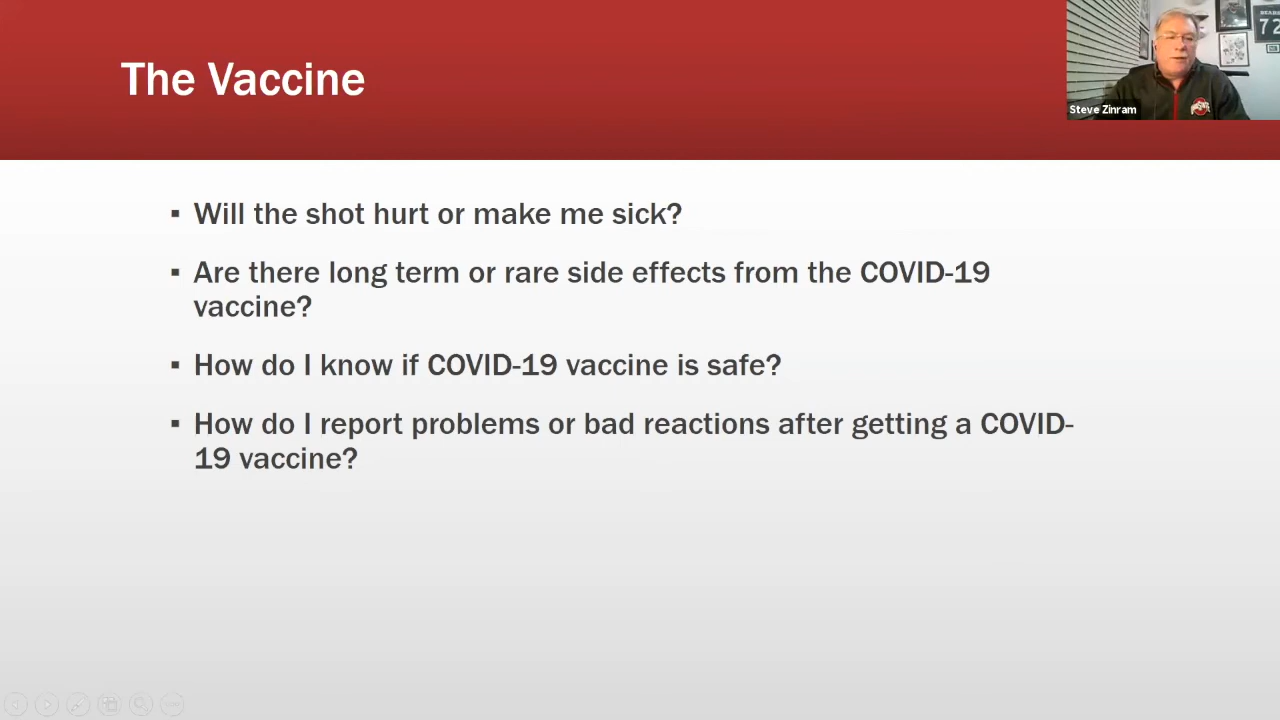 The Vaccine
Steve Zinram
72
▪ Will the shot hurt or make me sick?
▪ Are there long term or rare side effects from the COVID-19
vaccine?
▪ How do I know if COVID-19 vaccine is safe?
▪ How do I report problems or bad reactions after getting a COVID-
19 vaccine?